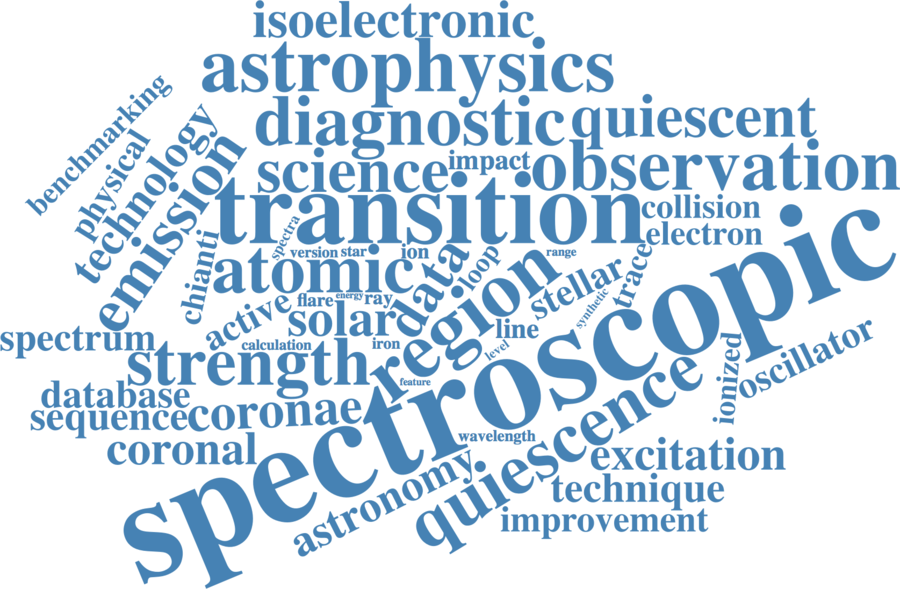 isoelectronic
astrophysics
benchmarking
diagnostic
quiescent
physical
technology
science
impact
observation
emission
transition
collision
spectra
electron
chianti
version
star
ion
range
atomic
data
loop
trace
stellar
spectroscopic
active
flare
energy
ray
region
synthetic
solar
line
spectrum
calculation
iron
level
strength
feature
ionized
oscillator
database
sequence
coronae
quiescence
coronal
wavelength
astronomy
excitation
technique
improvement